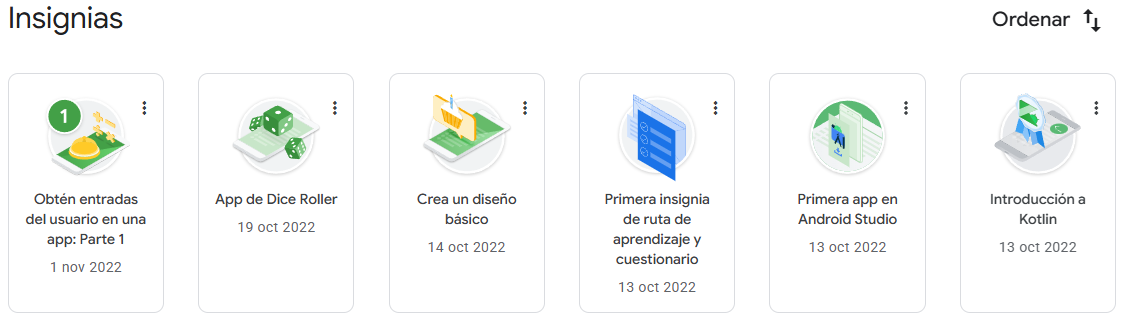 Insignias
Ordenar
1
Obtén entradas
del usuario en una
app: Parte 1
1 nov 2022
App de Dice Roller
19 oct 2022
Crea un diseño
básico
14 oct 2022
Primera insignia
de ruta de
aprendizaje y
cuestionario
13 oct 2022
Primera app en
Android Studio
13 oct 2022
Introducción a
Kotlin
13 oct 2022